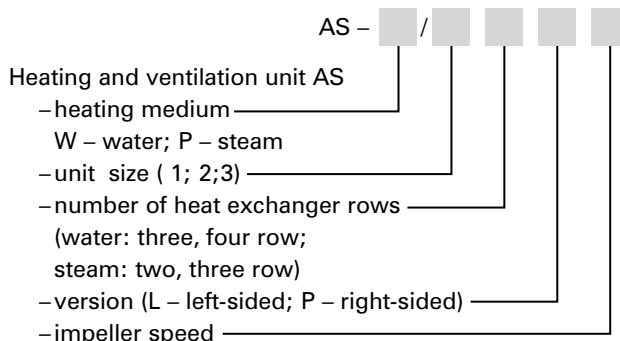 AS – /
Heating and ventilation unit AS
– heating medium
W – water; P – steam
– unit size ( 1; 2;3)
– number of heat exchanger rows
(water: three, four row;
steam: two, three row)
– version (L – left-sided; P – right-sided)
– impeller speed